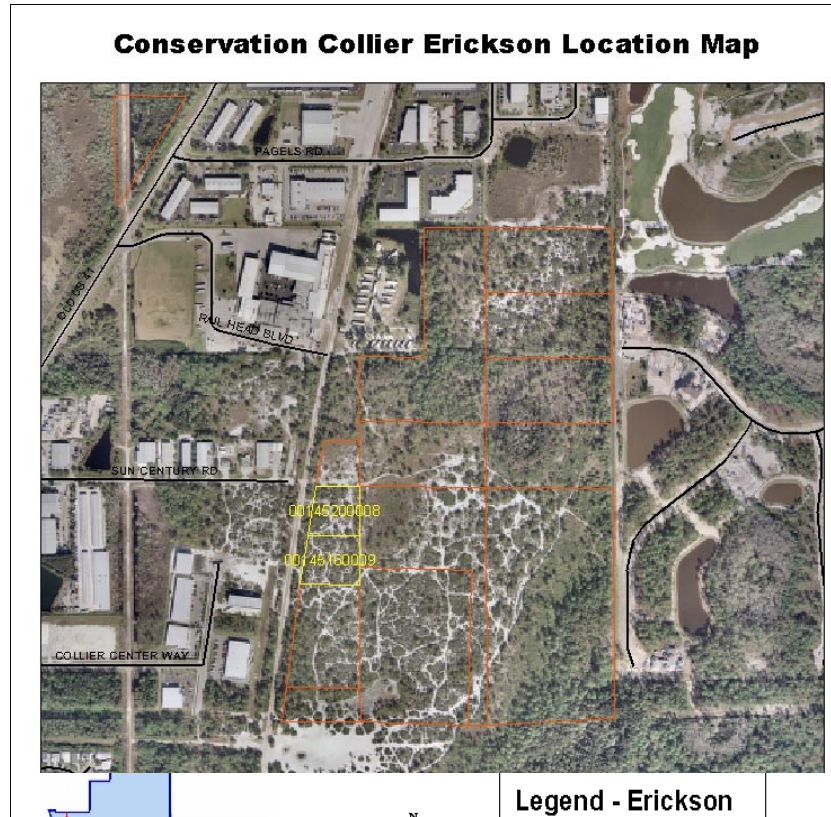 Conservation Collier Erickson Location Map
PAGELS RD
OLD US 41
RAIL HEAD BLVD
SUN CENTURY RD
00145200008
00145160009
COLLIER CENTER WAY
N
Legend - Erickson